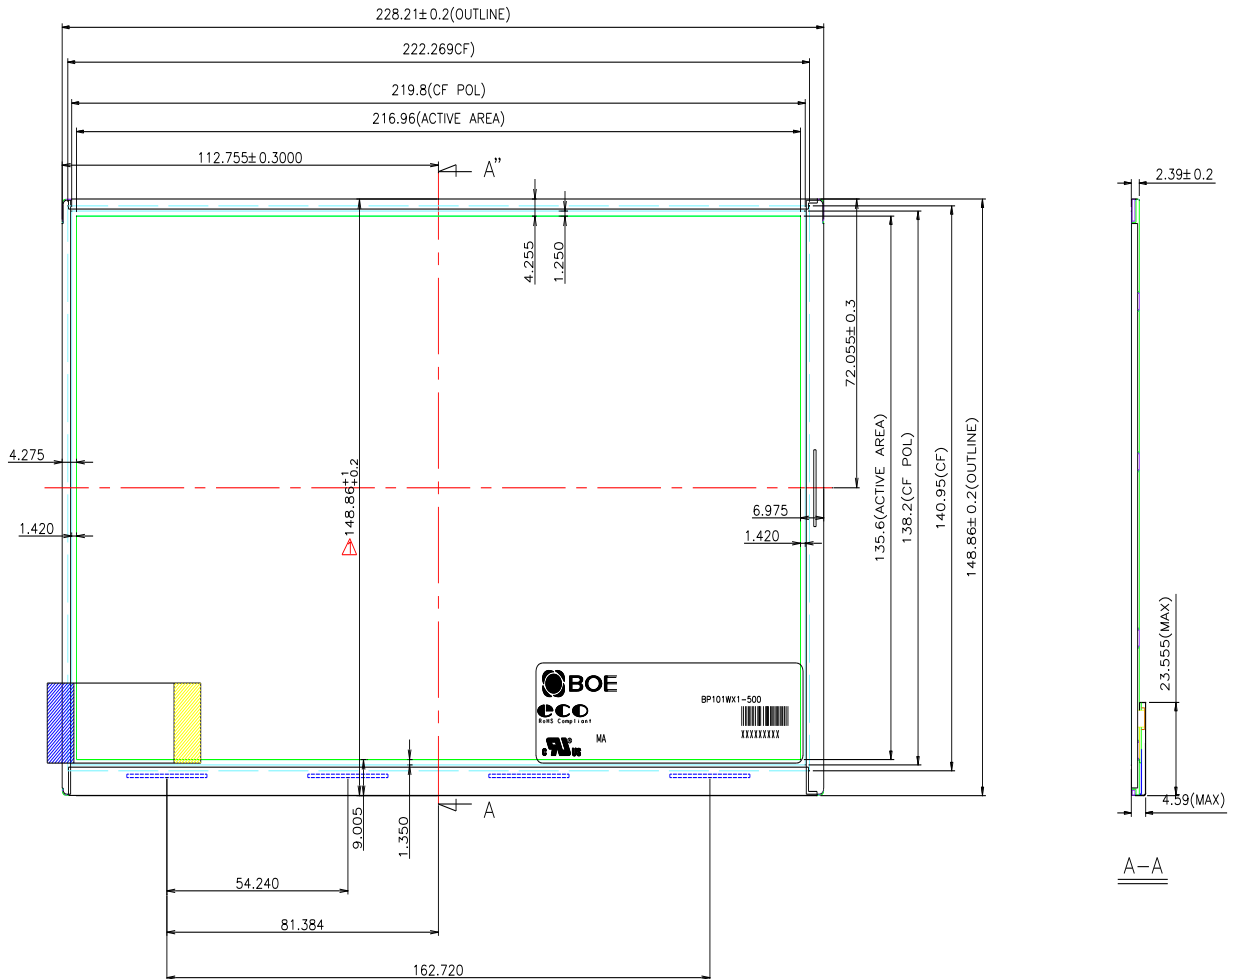 228.21±0.2(OUTLINE)
222.269CF)
219.8(CF POL)
216.96(ACTIVE AREA)
112.755±0.3000
A”
2.39±0.2
4.255
1.250
72.055±0.3
4.275
148.86±1
+0.2
6.975
1.420
1.420
135.6(ACTIVE AREA)
138.2(CF POL)
140.95(CF)
148.86±0.2(OUTLINE)
23.555(MAX)
BOE
eco
RoHS Compliant
BP101WX1-500
XXXXXXXXX
MA
c RU us
4.59(MAX)
A
9.005
1.350
A-A
54.240
81.384
162.720